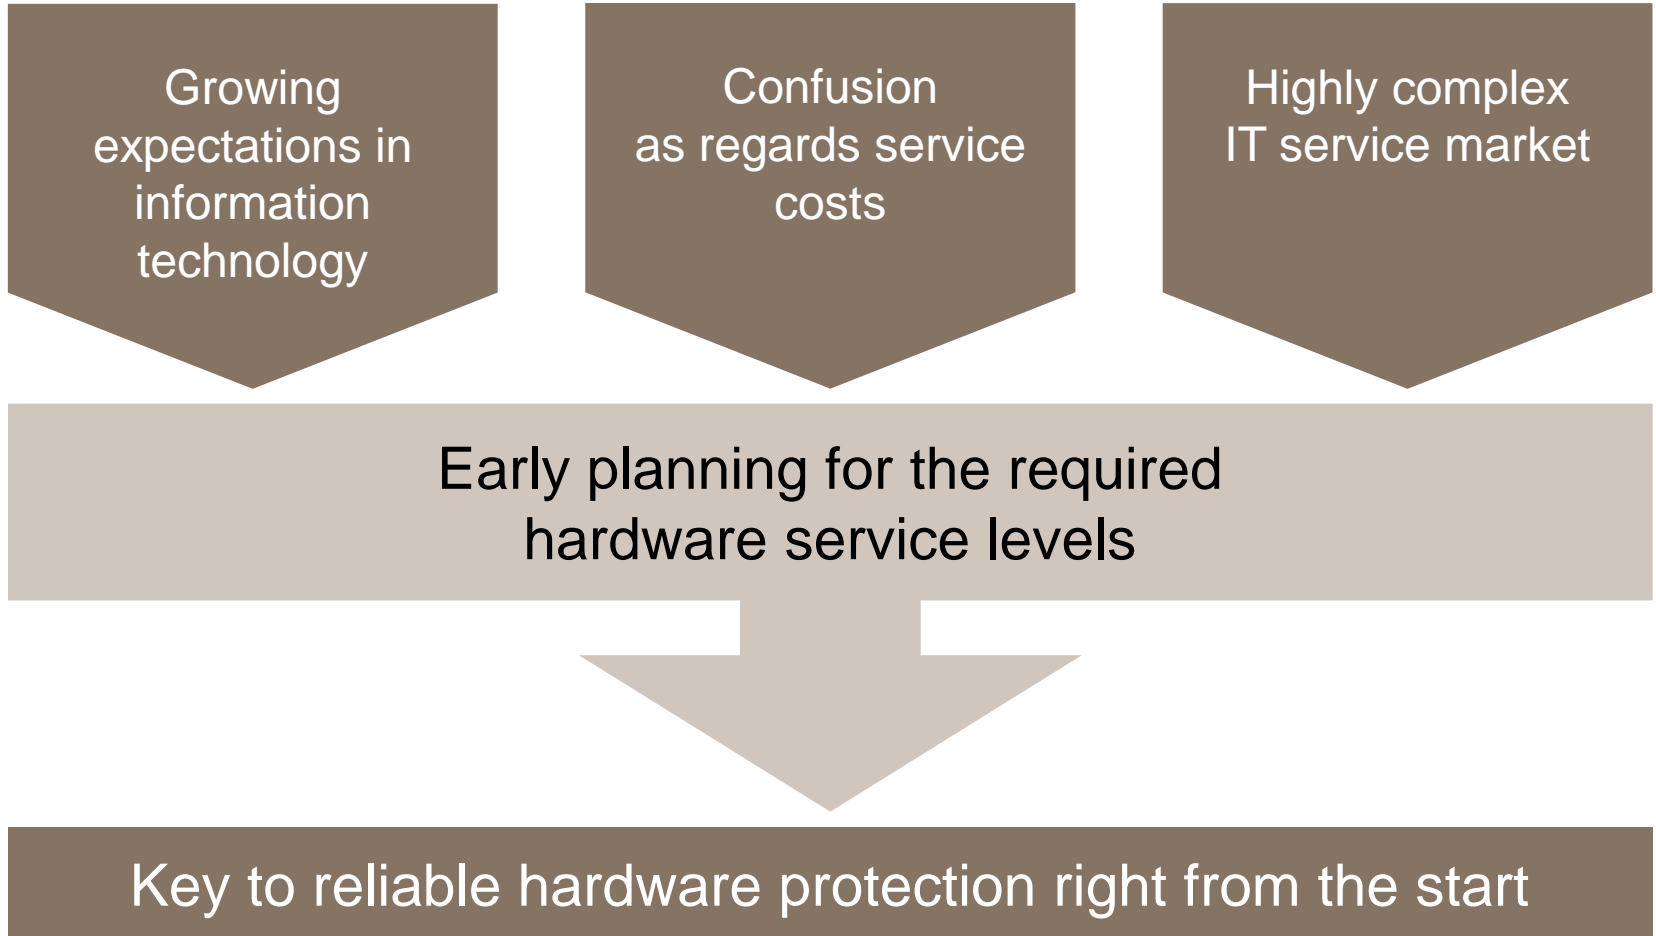 Growing
expectations in
information
technology
Confusion
as regards service
costs
Highly complex
IT service market
Early planning for the required
hardware service levels
Key to reliable hardware protection right from the start